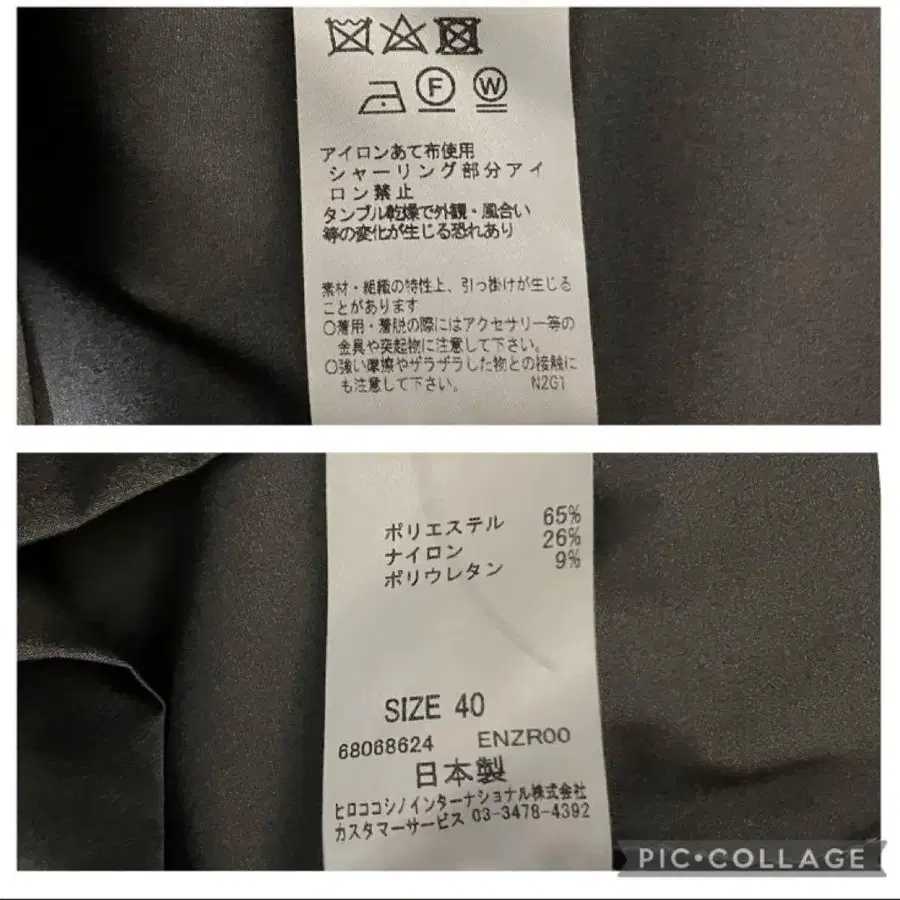 F W
アイロンあて布使用
シャーリング部分アイ
ロン禁止
タンブル乾燥で外観・風合い
等の変化が生じる恐れあり
素材・組織の特性上、引っ掛けが生じる
ことがあります
○着用・着脱の際にはアクセサリー等の
金具や突起物に注意して下さい。
○強い摩擦やザラザラした物との接触に
も注意して下さい。 N2G1
ポリエステル 65%
ナイロン 26%
ポリウレタン 9%
SIZE 40
68068624 ENZR00
日本製
ヒロココシノインターナショナル株式会社
カスタマーサービス 03-3478-4392
PIC•COLLAGE